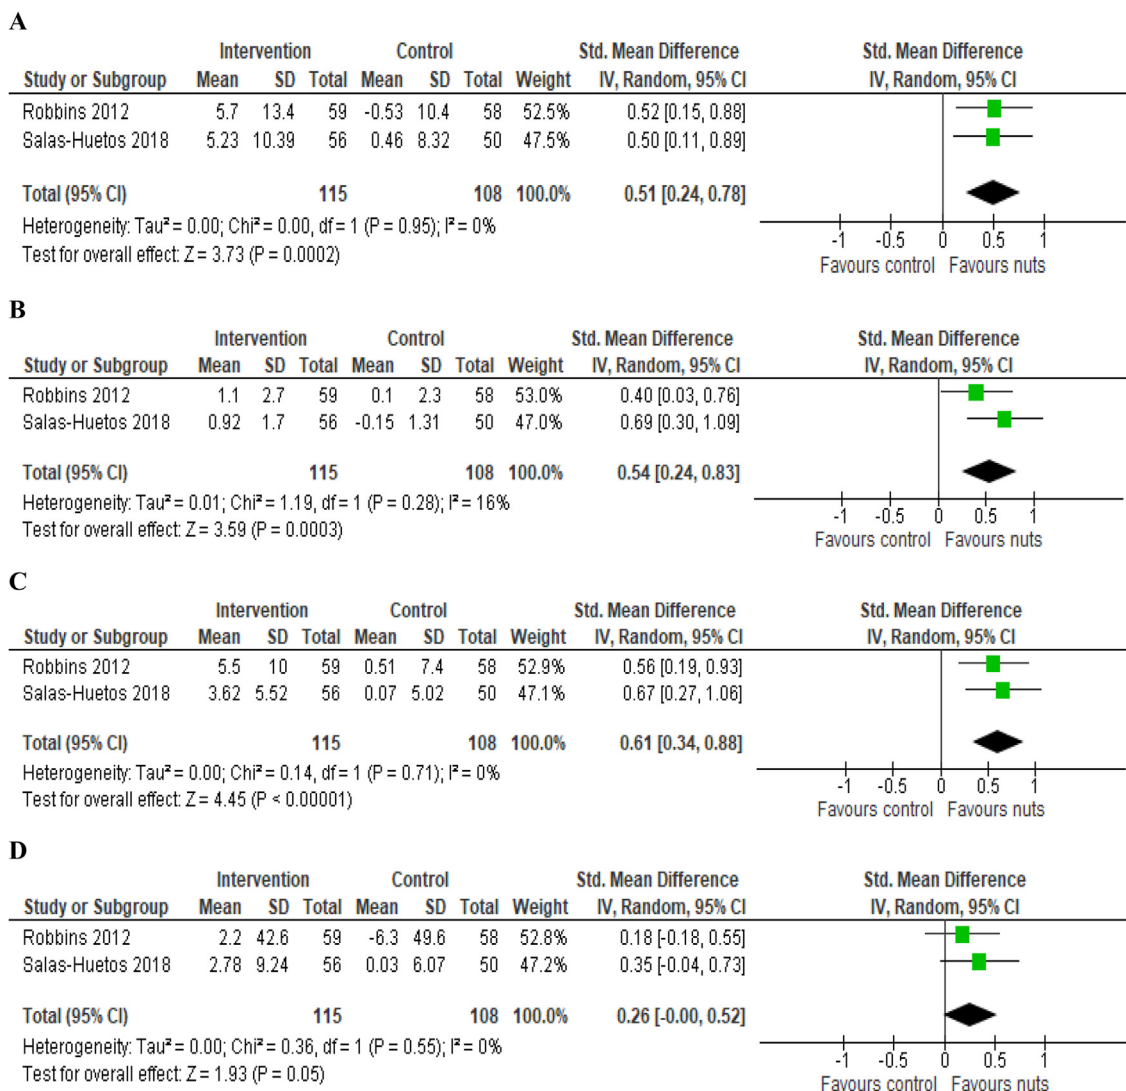 A
Intervention Control Std. Mean Difference Std. Mean Difference
Study or Subgroup Mean SD Total Mean SD Total Weight IV, Random, 95% CI IV, Random, 95% CI
Robbins 2012 5.7 13.4 59 -0.53 10.4 58 52.5% 0.52 [0.15, 0.88]
Salas-Huetos 2018 5.23 10.39 56 0.46 8.32 50 47.5% 0.50 [0.11, 0.89]
Total (95% CI) 115 108 100.0% 0.51 [0.24, 0.78]
Heterogeneity: Tau² = 0.00; Chi² = 0.00, df = 1 (P = 0.95); I² = 0%
Test for overall effect: Z = 3.73 (P = 0.0002)
-1 -0.5 0 0.5 1
Favours control Favours nuts
B
Intervention Control Std. Mean Difference Std. Mean Difference
Study or Subgroup Mean SD Total Mean SD Total Weight IV, Random, 95% CI IV, Random, 95% CI
Robbins 2012 1.1 2.7 59 0.1 2.3 58 53.0% 0.40 [0.03, 0.76]
Salas-Huetos 2018 0.92 1.7 56 -0.15 1.31 50 47.0% 0.69 [0.30, 1.09]
Total (95% CI) 115 108 100.0% 0.54 [0.24, 0.83]
Heterogeneity: Tau² = 0.01; Chi² = 1.19, df = 1 (P = 0.28); I² = 16%
Test for overall effect: Z = 3.59 (P = 0.0003)
-1 -0.5 0 0.5 1
Favours control Favours nuts
C
Intervention Control Std. Mean Difference Std. Mean Difference
Study or Subgroup Mean SD Total Mean SD Total Weight IV, Random, 95% CI IV, Random, 95% CI
Robbins 2012 5.5 10 59 0.51 7.4 58 52.9% 0.56 [0.19, 0.93]
Salas-Huetos 2018 3.62 5.52 56 0.07 5.02 50 47.1% 0.67 [0.27, 1.06]
Total (95% CI) 115 108 100.0% 0.61 [0.34, 0.88]
Heterogeneity: Tau² = 0.00; Chi² = 0.14, df = 1 (P = 0.71); I² = 0%
Test for overall effect: Z = 4.45 (P < 0.00001)
-1 -0.5 0 0.5 1
Favours control Favours nuts
D
Intervention Control Std. Mean Difference Std. Mean Difference
Study or Subgroup Mean SD Total Mean SD Total Weight IV, Random, 95% CI IV, Random, 95% CI
Robbins 2012 2.2 42.6 59 -6.3 49.6 58 52.8% 0.18 [-0.18, 0.55]
Salas-Huetos 2018 2.78 9.24 56 0.03 6.07 50 47.2% 0.35 [-0.04, 0.73]
Total (95% CI) 115 108 100.0% 0.26 [-0.00, 0.52]
Heterogeneity: Tau² = 0.00; Chi² = 0.36, df = 1 (P = 0.55); I² = 0%
Test for overall effect: Z = 1.93 (P = 0.05)
-1 -0.5 0 0.5 1
Favours control Favours nuts